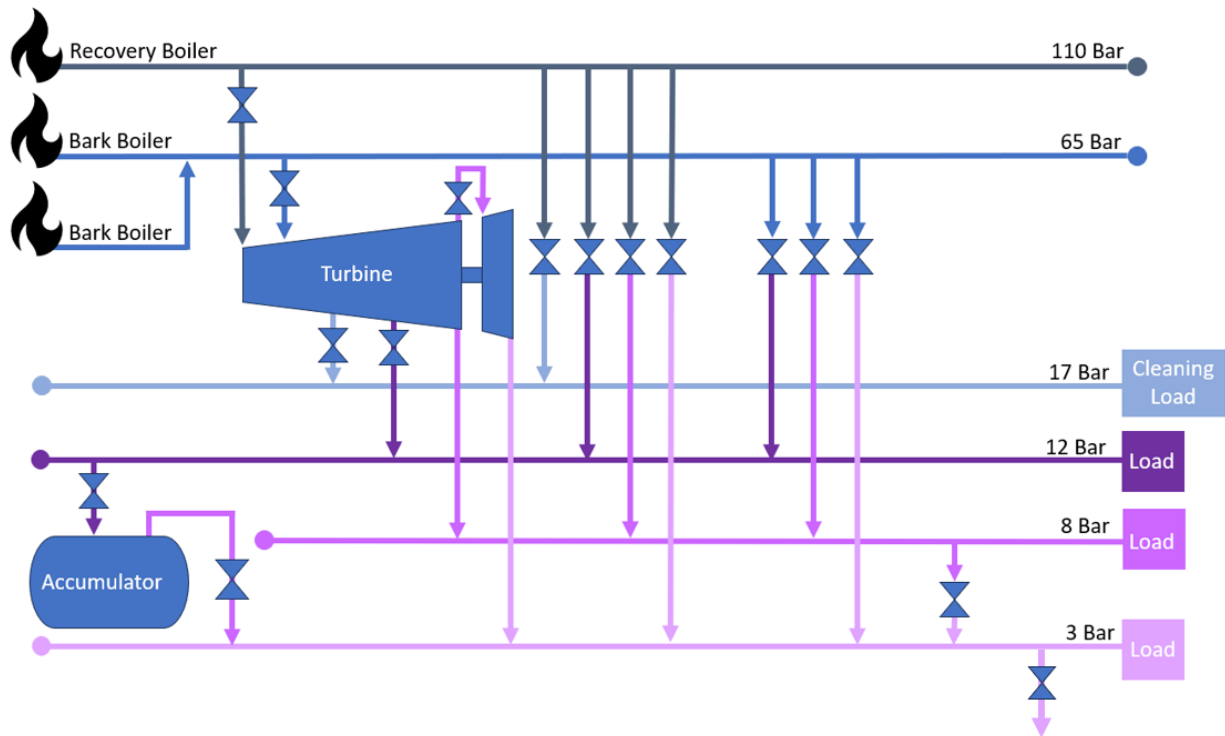 Recovery Boiler
110 Bar
Bark Boiler
65 Bar
Bark Boiler
Turbine
17 Bar
Cleaning
Load
12 Bar
Load
8 Bar
Load
Accumulator
3 Bar
Load